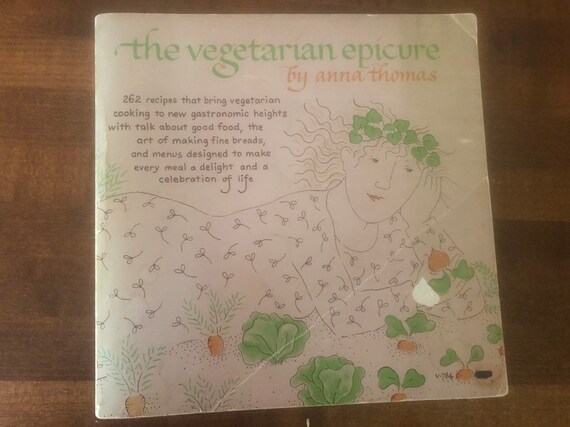 the vegetarian epicure
by anna thomas
262 recipes that bring vegetarian
cooking to new gastronomic heights
with talk about good food, the
art of making fine breads,
and menus designed to make
every meal a delight and a
celebration of life
V-784